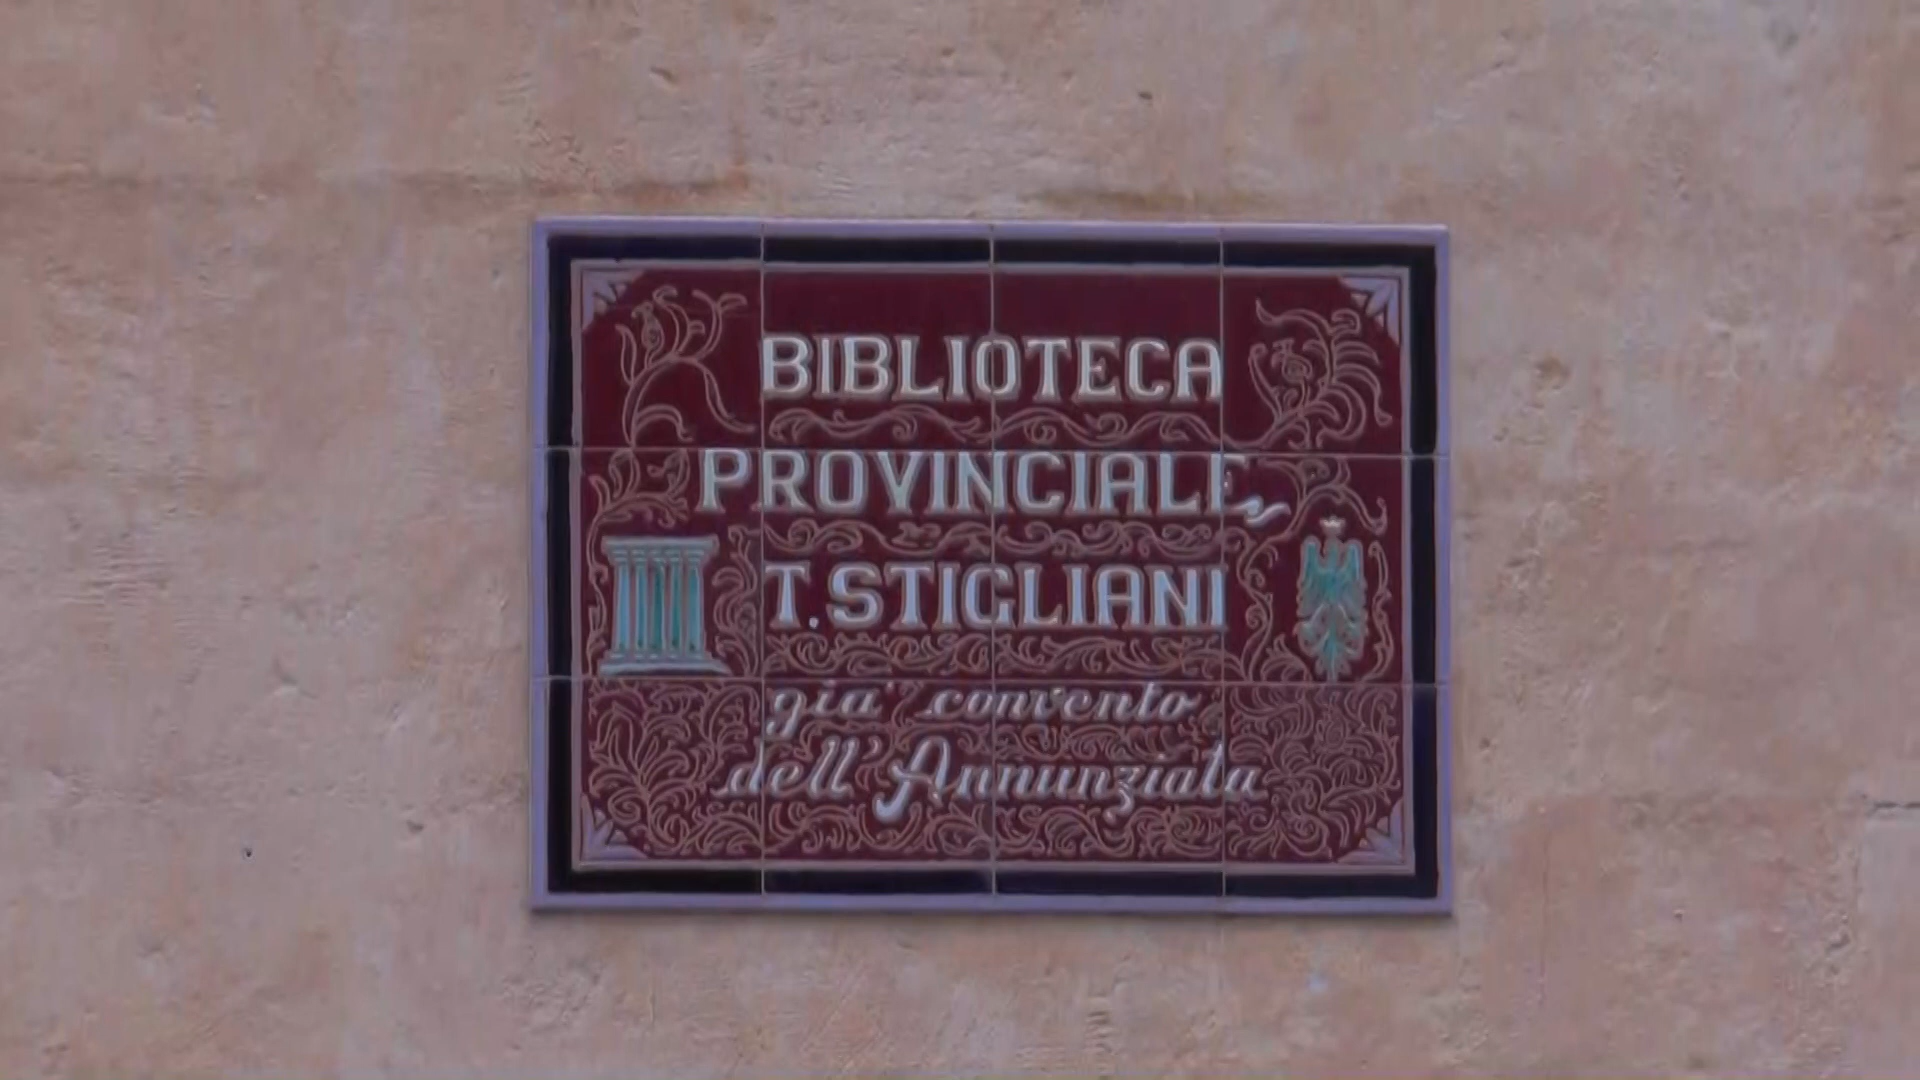 BIBLIOTECA
PROVINCIALE
T. STIGLIANI
gia' convento
dell' Annunziata